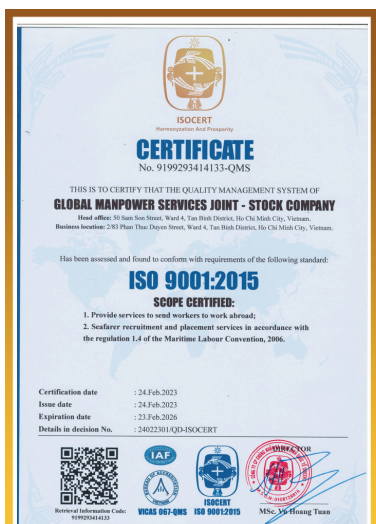 ISOCERT
Harmonyzation And Prosperity
CERTIFICATE
No. 9199293414133-QMS
THIS IS TO CERTIFY THAT THE QUALITY MANAGEMENT SYSTEM OF
GLOBAL MANPOWER SERVICES JOINT - STOCK COMPANY
Head office: 50 Sam Son Street, Ward 4, Tan Binh District, Ho Chi Minh City, Vietnam.
Business location: 2/83 Phan Thuc Duyen Street, Ward 4, Tan Binh District, Ho Chi Minh City, Vietnam.
Has been assessed and found to conform with requirements of the following standard:
ISO 9001:2015
SCOPE CERTIFIED:
1. Provide services to send workers to work abroad;
2. Seafarer recruitment and placement services in accordance with
the regulation 1.4 of the Maritime Labour Convention, 2006.
Certification date : 24.Feb.2023
Issue date : 24.Feb.2023
Expiration date : 23.Feb.2026
Details in decision No. : 24022301/QD-ISOCERT
DIRECTOR
IAF
ISOCERT
Retrieval Information Code:
9199293414133
VICAS 067-QMS
ISO 9001:2015
MSc. Vu Hoang Tuan